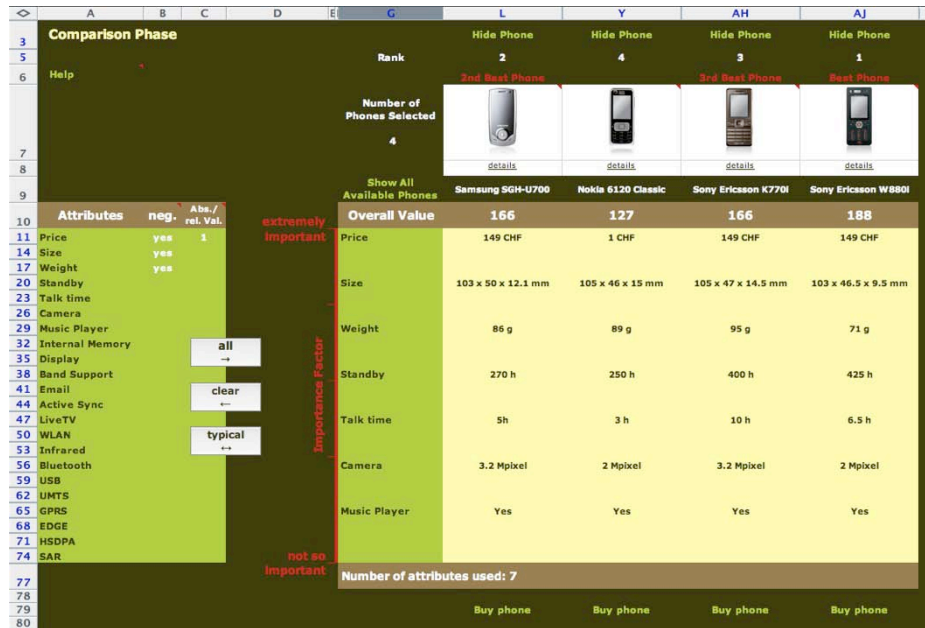 A B C D E G L Y AH AJ
3 Comparison Phase Hide Phone Hide Phone Hide Phone Hide Phone
5 Rank 2 4 3 1
6 Help 2nd Best Phone 3rd Best Phone Best Phone
Number of
Phones Selected
4
7
8 details details details details
Show All
9 Available Phones Samsung SGH-U700 Nokia 6120 Classic Sony Ericsson K770i Sony Ericsson W880i
10 Attributes neg. Abs./ rel. Val. extremely Overall Value 166 127 166 188
11 Price yes 1 important Price 149 CHF 1 CHF 149 CHF 149 CHF
14 Size yes
17 Weight yes
20 Standby Size 103 x 50 x 12.1 mm 105 x 46 x 15 mm 105 x 47 x 14.5 mm 103 x 46.5 x 9.5 mm
23 Talk time
26 Camera
29 Music Player Weight 86 g 89 g 95 g 71 g
32 Internal Memory all
35 Display →
38 Band Support Standby 270 h 250 h 400 h 425 h
41 Email clear
44 Active Sync ←
47 LiveTV Talk time 5h 3 h 10 h 6.5 h
50 WLAN typical
53 Infrared ↔
Importance Factor
56 Bluetooth Camera 3.2 Mpixel 2 Mpixel 3.2 Mpixel 2 Mpixel
59 USB
62 UMTS
65 GPRS Music Player Yes Yes Yes Yes
68 EDGE
71 HSDPA
74 SAR not so
important
77 Number of attributes used: 7
78
79 Buy phone Buy phone Buy phone Buy phone
80